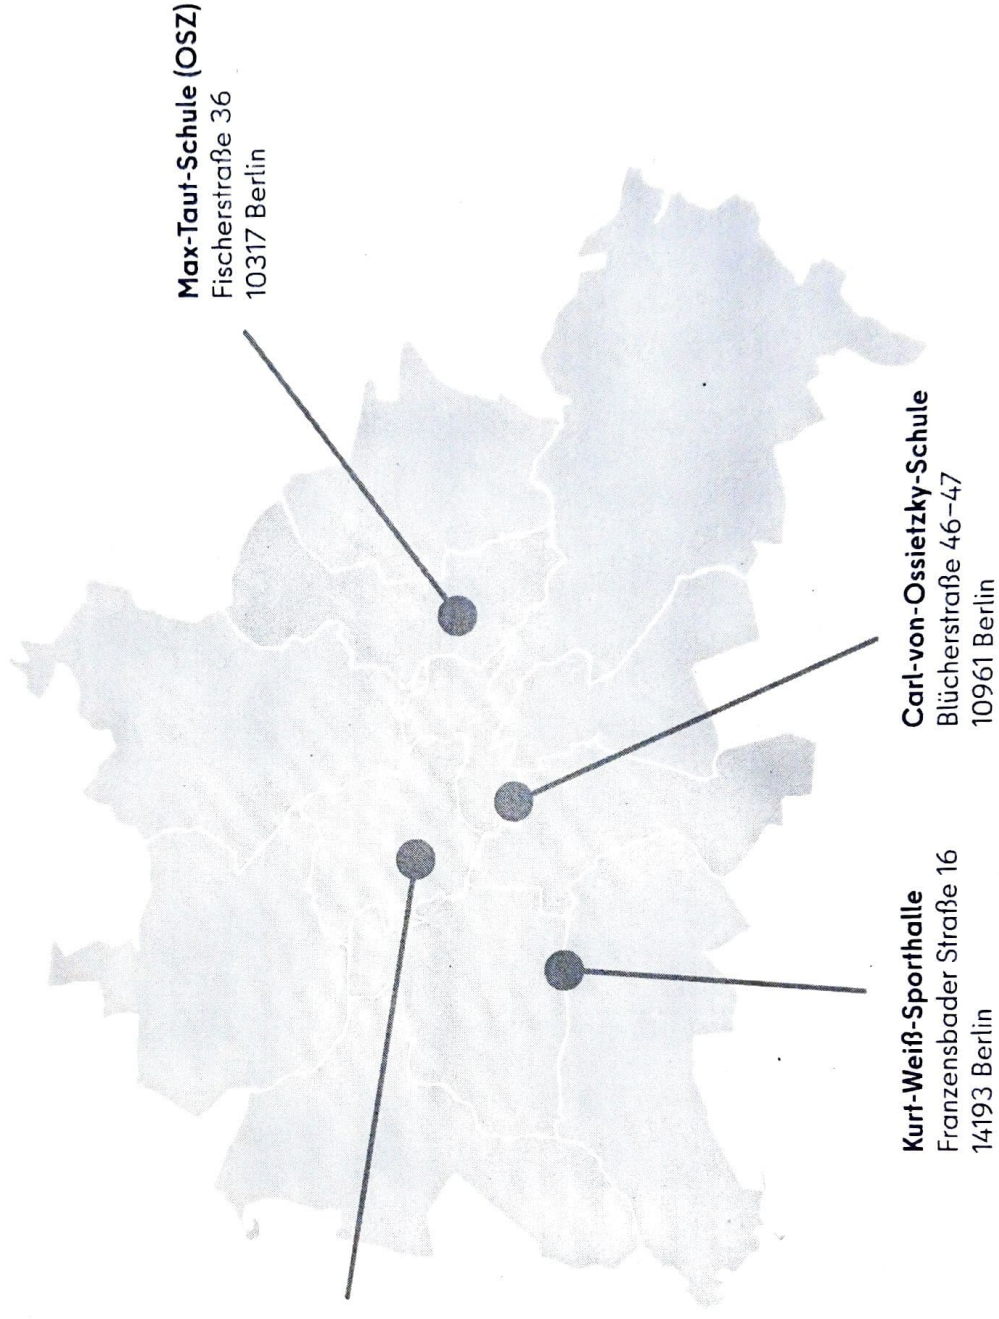 Max-Taut-Schule (OSZ)
Fischerstraße 36
10317 Berlin
Carl-von-Ossietzky-Schule
Blücherstraße 46–47
10961 Berlin
Kurt-Weiß-Sporthalle
Franzensbader Straße 16
14193 Berlin